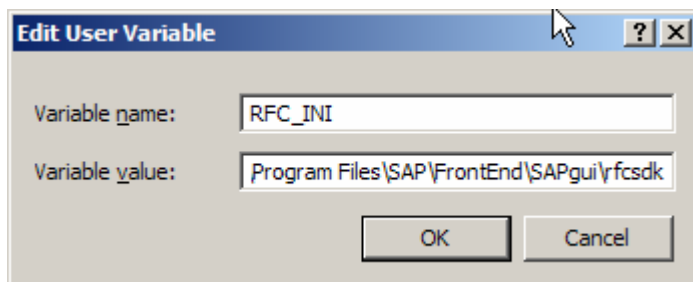 Edit User Variable
Variable name: RFC_INI
Variable value: Program Files\SAP\FrontEnd\SAPgui\rfcsdk
OK Cancel